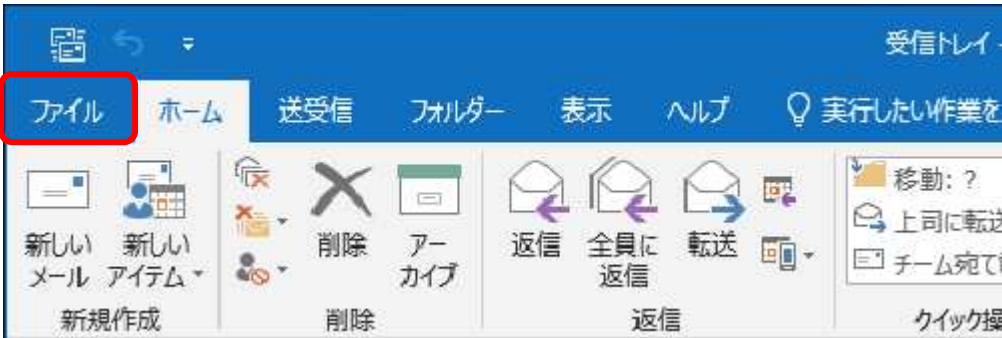 受信トレイ -
ファイル ホーム 送受信 フォルダー 表示 ヘルプ 実行したい作業を
新しい メール
新しい アイテム
削除
アー カイブ
返信
全員に 返信
転送
移動: ?
上司に転送
チーム宛て
新規作成 削除 返信 クイック操